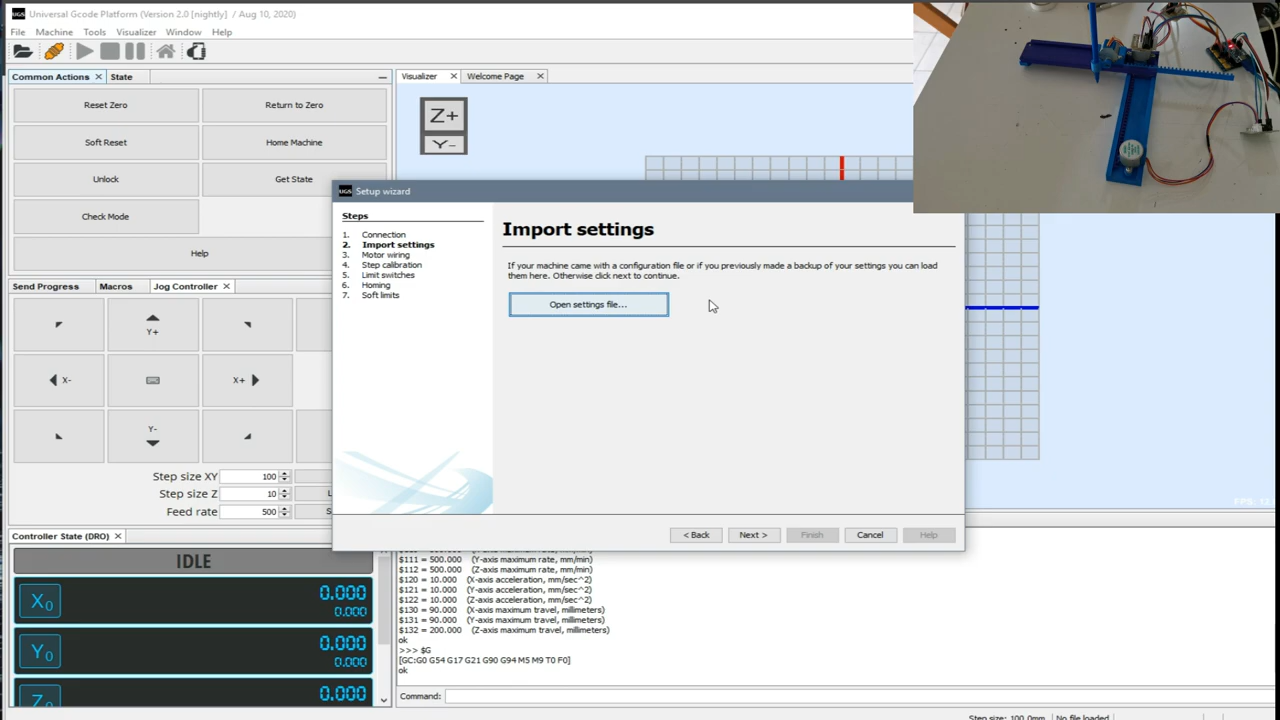 UGS Universal Gcode Platform (Version 2.0 [nightly] / Aug 10, 2020)
File Machine Tools Visualizer Window Help
Common Actions State
Visualizer Welcome Page
Reset Zero Return to Zero
Soft Reset Home Machine
Unlock Get State
Check Mode
Help
Z+
Y-
Send Progress Macros Jog Controller
Y+
X- X+
Y-
Step size XY 100
Step size Z 10
Feed rate 500
UGS Setup wizard
Steps
1. Connection
2. Import settings
3. Motor wiring
4. Step calibration
5. Limit switches
6. Homing
7. Soft limits
Import settings
If your machine came with a configuration file or if you previously made a backup of your settings you can load
them here. Otherwise click next to continue.
Open settings file...
< Back Next > Finish Cancel Help
Controller State (DRO)
IDLE
X0 0.000
0.000
Y0 0.000
0.000
Z0 0.000
$111 = 500.000 (Y-axis maximum rate, mm/min)
$112 = 500.000 (Z-axis maximum rate, mm/min)
$120 = 10.000 (X-axis acceleration, mm/sec^2)
$121 = 10.000 (Y-axis acceleration, mm/sec^2)
$122 = 10.000 (Z-axis acceleration, mm/sec^2)
$130 = 90.000 (X-axis maximum travel, millimeters)
$131 = 90.000 (Y-axis maximum travel, millimeters)
$132 = 200.000 (Z-axis maximum travel, millimeters)
ok
>>> $G
[GC:G0 G54 G17 G21 G90 G94 M5 M9 T0 F0]
ok
Command:
Step size: 100.0mm No file loaded